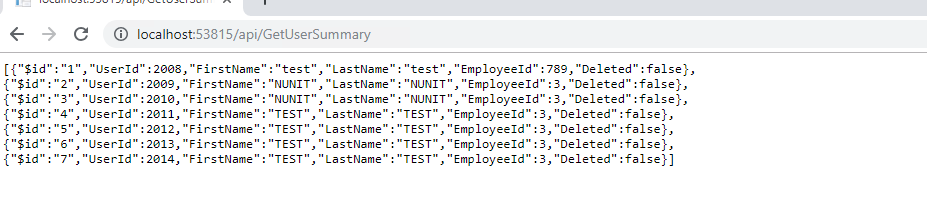 localhost:53815/api/GetUserSumm
localhost:53815/api/GetUserSummary
[{"$id":"1","UserId":2008,"FirstName":"test","LastName":"test","EmployeeId":789,"Deleted":false},
{"$id":"2","UserId":2009,"FirstName":"NUNIT","LastName":"NUNIT","EmployeeId":3,"Deleted":false},
{"$id":"3","UserId":2010,"FirstName":"NUNIT","LastName":"NUNIT","EmployeeId":3,"Deleted":false},
{"$id":"4","UserId":2011,"FirstName":"TEST","LastName":"TEST","EmployeeId":3,"Deleted":false},
{"$id":"5","UserId":2012,"FirstName":"TEST","LastName":"TEST","EmployeeId":3,"Deleted":false},
{"$id":"6","UserId":2013,"FirstName":"TEST","LastName":"TEST","EmployeeId":3,"Deleted":false},
{"$id":"7","UserId":2014,"FirstName":"TEST","LastName":"TEST","EmployeeId":3,"Deleted":false}]